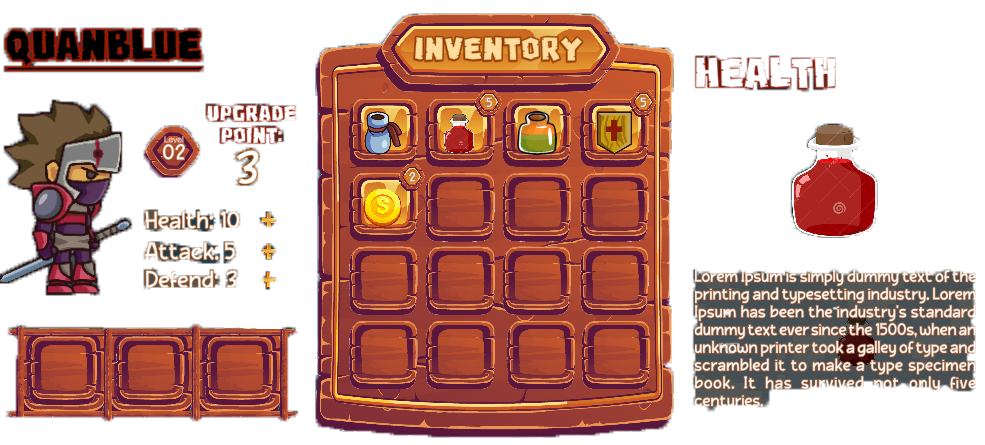 QUANBLUE
UPGRADE
POINT:
3
Level
02
Health: 10 +
Attack: 5 +
Defend: 3 +
INVENTORY
5
5
2
HEALTH
Lorem Ipsum is simply dummy text of the
printing and typesetting industry. Lorem
Ipsum has been the industry's standard
dummy text ever since the 1500s, when an
unknown printer took a galley of type and
scrambled it to make a type specimen
book. It has survived not only five
centuries.